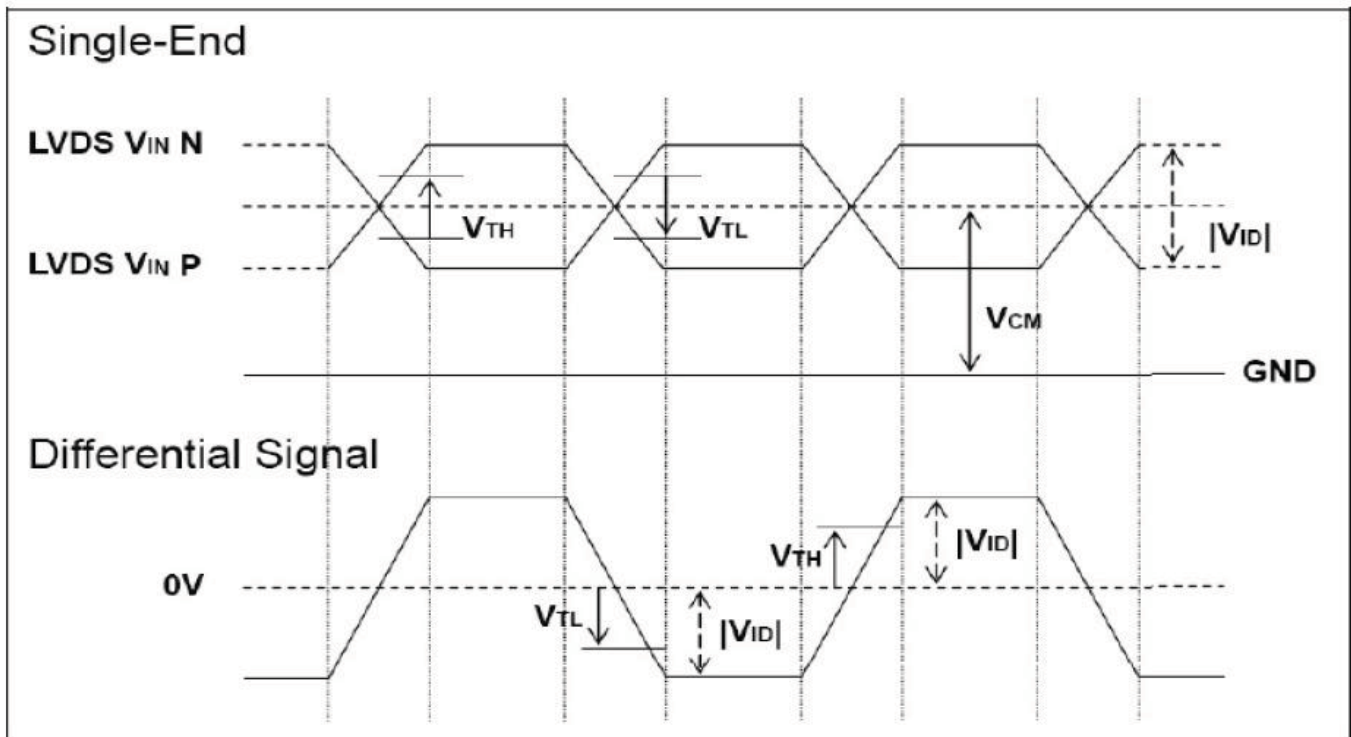 Single-End
LVDS VIN N
VTH
VTL
|VID|
LVDS VIN P
VCM
GND
Differential Signal
VTH
|VID|
0V
VTL
|VID|